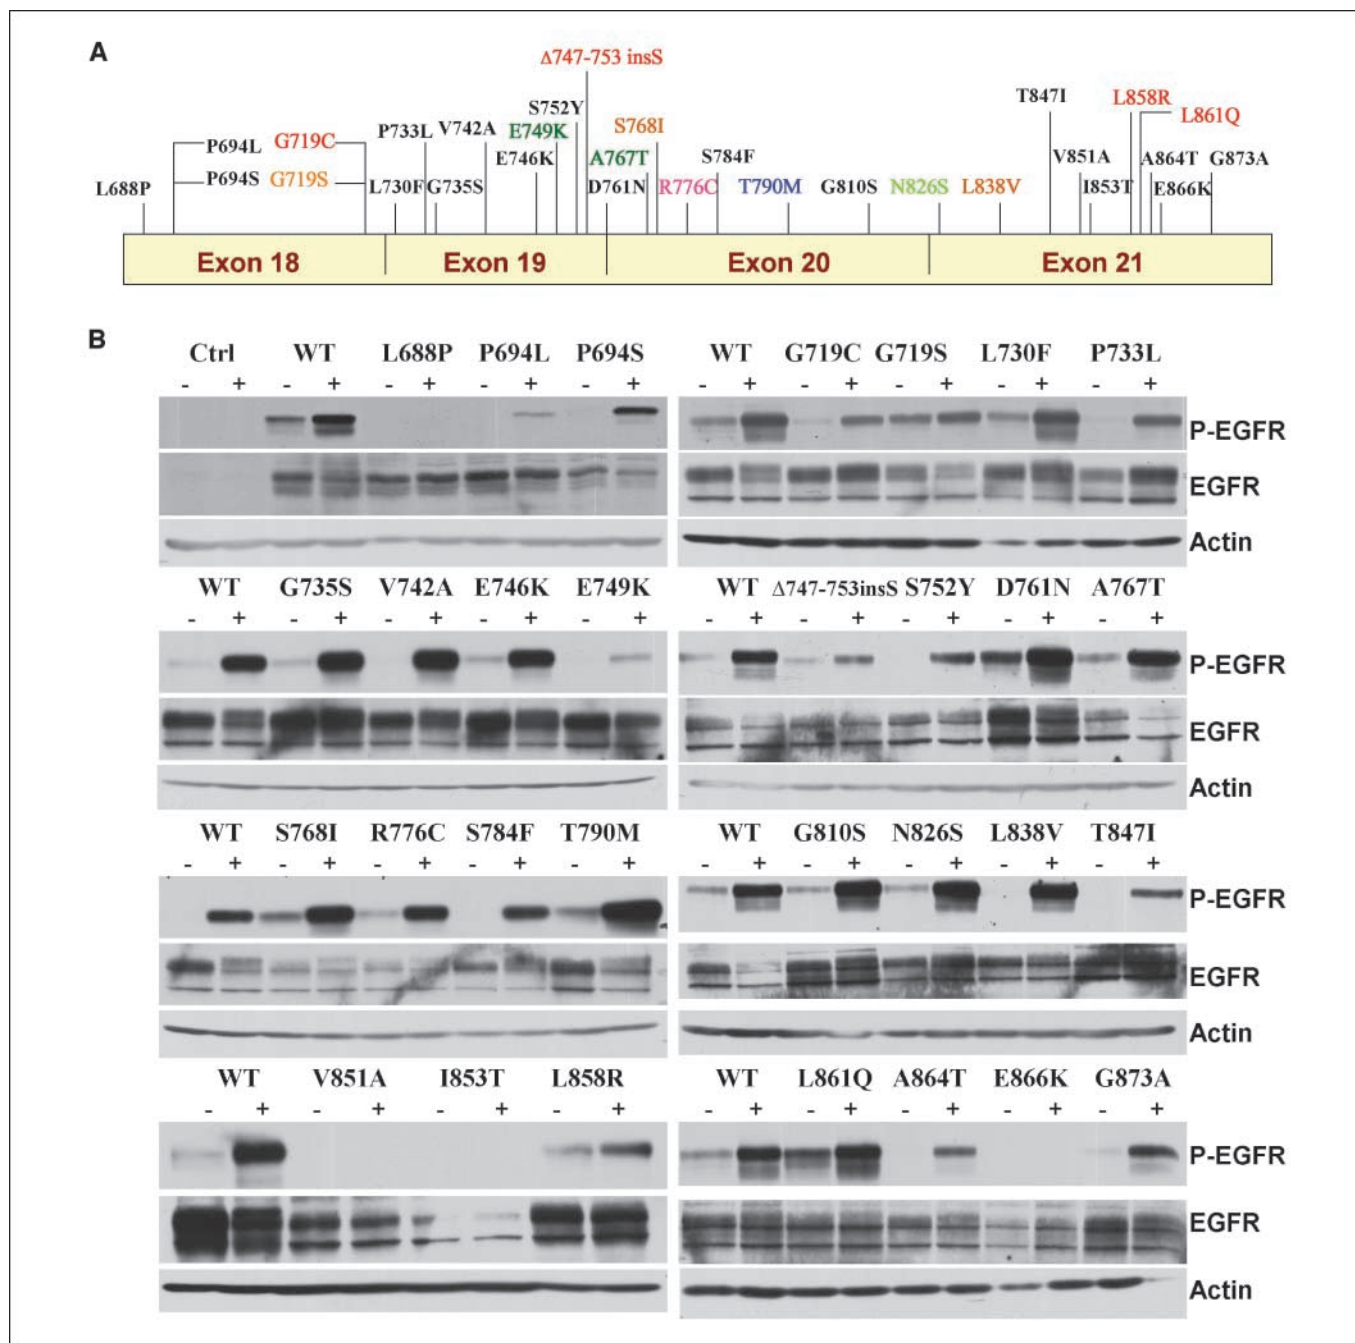 A
Δ747-753 insS
S752Y
T847I
L858R
L861Q
P733L V742A
E749K
S768I
P694L G719C
E746K
A767T
S784F
V851A
A864T G873A
P694S G719S
L688P
L730F G735S
D761N
R776C
T790M
G810S
N826S
L838V
I853T
E866K
Exon 18
Exon 19
Exon 20
Exon 21
B
Ctrl WT L688P P694L P694S
- + - + - + - + - +
WT G719C G719S L730F P733L
- + - + - + - + - +
P-EGFR
EGFR
Actin
WT G735S V742A E746K E749K
- + - + - + - + - +
WT Δ747-753insS S752Y D761N A767T
- + - + - + - + - +
P-EGFR
EGFR
Actin
WT S768I R776C S784F T790M
- + - + - + - + - +
WT G810S N826S L838V T847I
- + - + - + - + - +
P-EGFR
EGFR
Actin
WT V851A I853T L858R
- + - + - + - +
WT L861Q A864T E866K G873A
- + - + - + - + - +
P-EGFR
EGFR
Actin